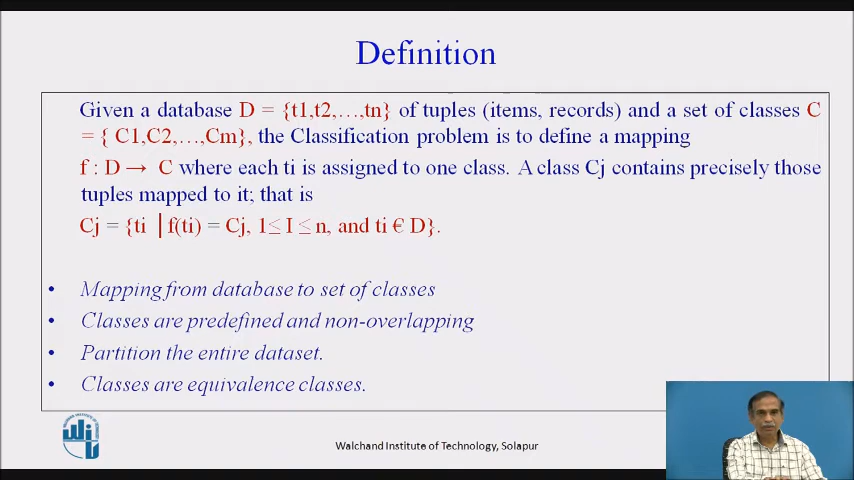 Definition
Given a database D = {t1,t2,…,tn} of tuples (items, records) and a set of classes C
= { C1,C2,…,Cm}, the Classification problem is to define a mapping
f : D → C where each ti is assigned to one class. A class Cj contains precisely those
tuples mapped to it; that is
Cj = {ti | f(ti) = Cj, 1≤ I ≤ n, and ti € D}.
• Mapping from database to set of classes
• Classes are predefined and non-overlapping
• Partition the entire dataset.
• Classes are equivalence classes.
Walchand Institute of Technology, Solapur